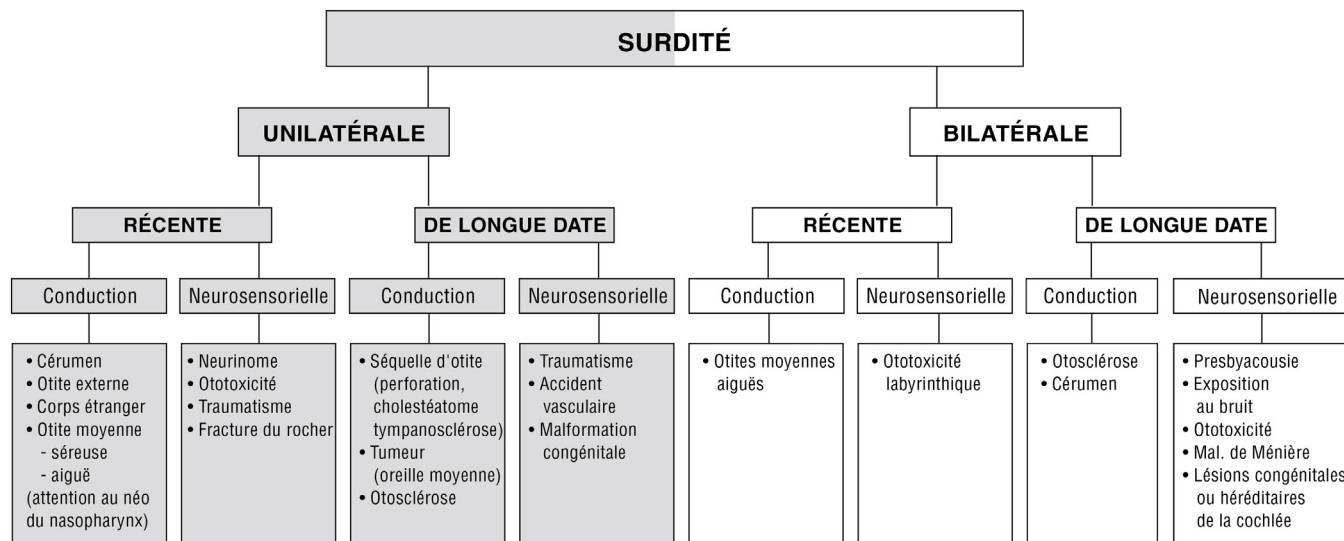 SURDITÉ
UNILATÉRALE
BILATÉRALE
RÉCENTE
DE LONGUE DATE
RÉCENTE
DE LONGUE DATE
Conduction
Neurosensorielle
Conduction
Neurosensorielle
Conduction
Neurosensorielle
Conduction
Neurosensorielle
• Cérumen
• Otite externe
• Corps étranger
• Otite moyenne
- séreuse
- aiguë
(attention au néo
du nasopharynx)
• Neurinome
• Ototoxicité
• Traumatisme
• Fracture du rocher
• Séquelle d'otite
(perforation,
cholestéatome
tympanosclérose)
• Tumeur
(oreille moyenne)
• Otosclérose
• Traumatisme
• Accident
vasculaire
• Malformation
congénitale
• Otites moyennes
aiguës
• Ototoxicité
labyrinthique
• Otosclérose
• Cérumen
• Presbyacousie
• Exposition
au bruit
• Ototoxicité
• Mal. de Ménière
• Lésions congénitales
ou héréditaires
de la cochlée